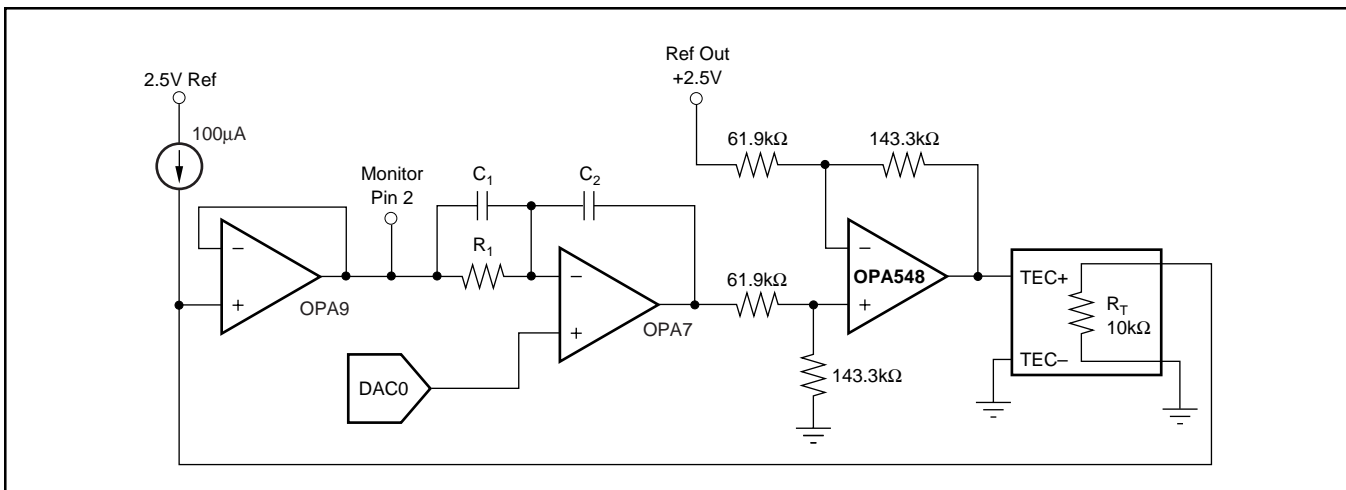 2.5V Ref
100μA
OPA9
Monitor
Pin 2
C1
R1
C2
OPA7
DAC0
Ref Out
+2.5V
61.9kΩ
143.3kΩ
61.9kΩ
143.3kΩ
OPA548
TEC+
TEC–
RT
10kΩ